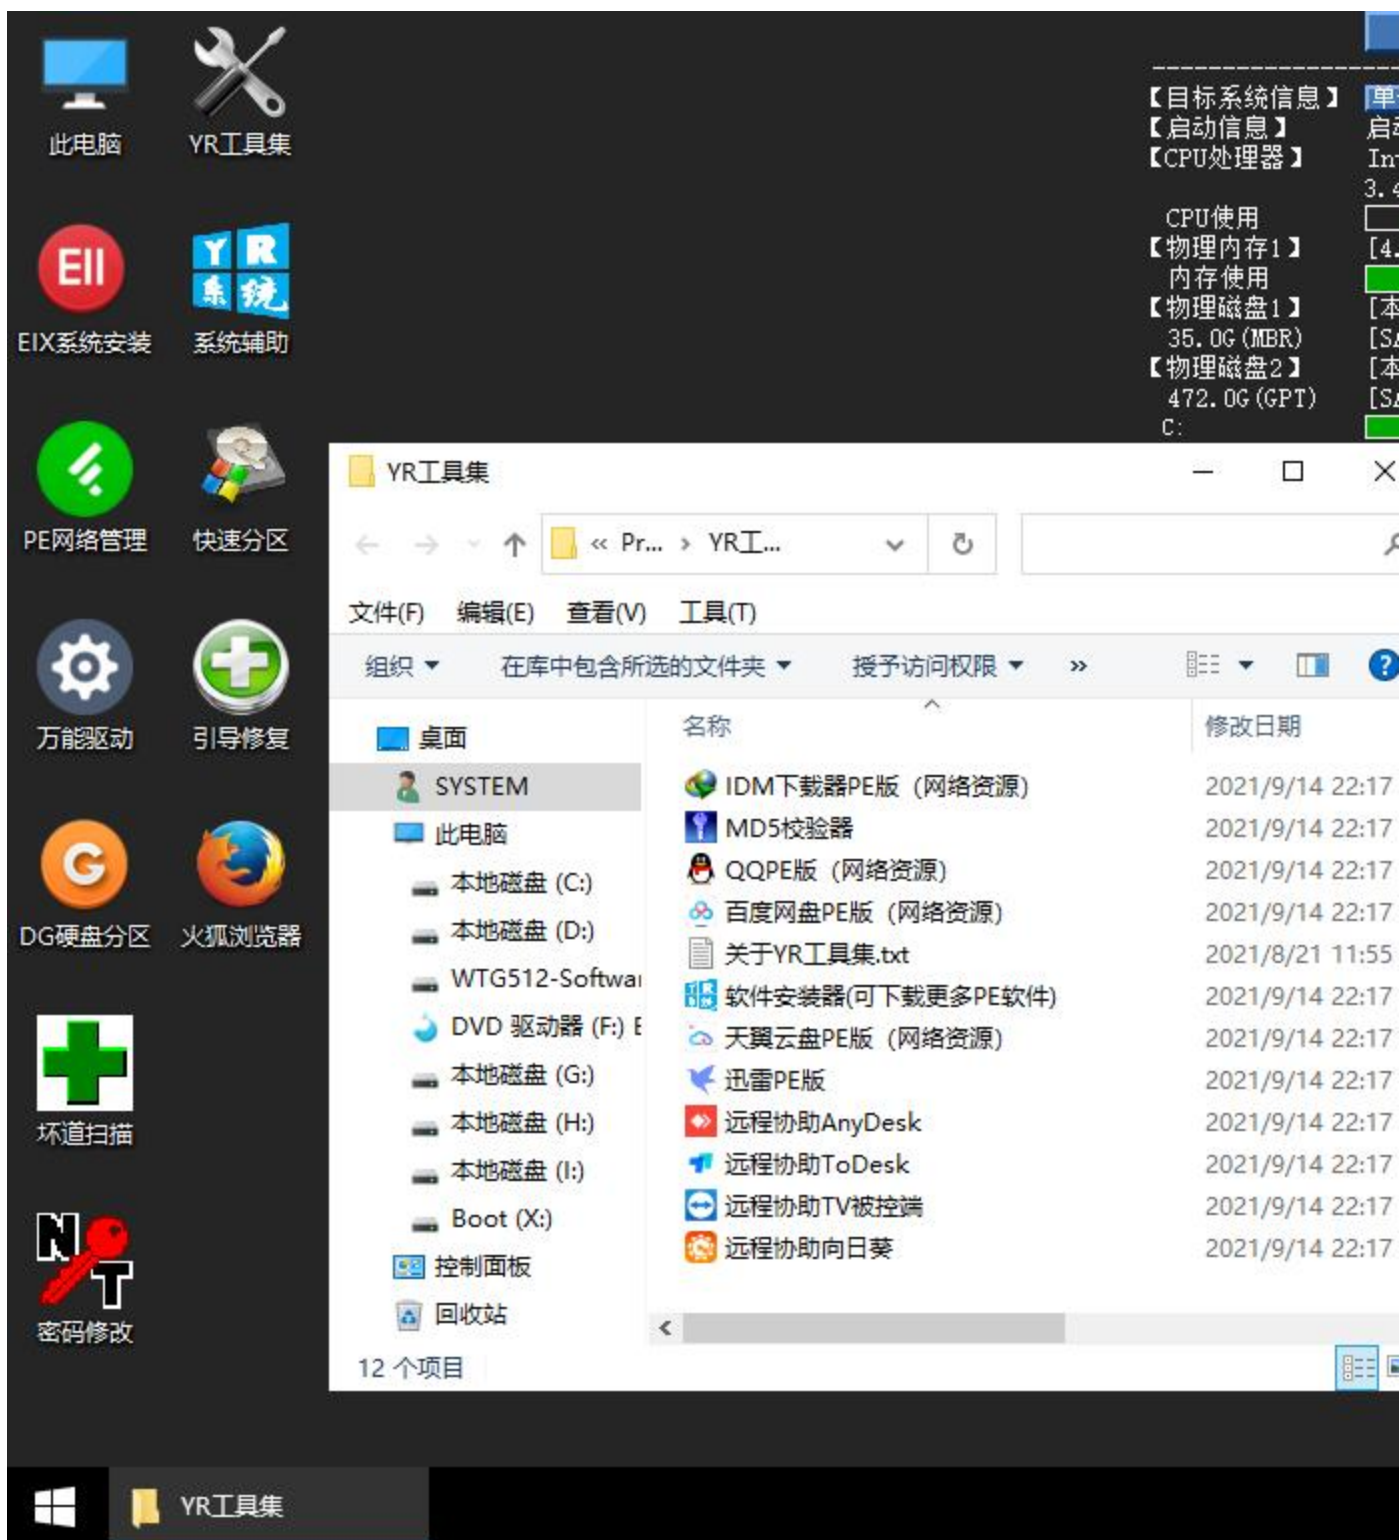 此电脑
YR工具集
EII
EIX系统安装
YR
系统
系统辅助
PE网络管理
快速分区
万能驱动
引导修复
G
DG硬盘分区
火狐浏览器
坏道扫描
NT
密码修改
【目标系统信息】
【启动信息】
【CPU处理器】
3.4
CPU使用
【物理内存1】 [4.
内存使用
【物理磁盘1】 [本
35.0G(MBR)
【物理磁盘2】 [本
472.0G(GPT)
C:
YR工具集
« Pr... › YR工...
文件(F) 编辑(E) 查看(V) 工具(T)
组织 在库中包含所选的文件夹 授予访问权限 »
名称 修改日期
桌面
SYSTEM
此电脑
本地磁盘 (C:)
本地磁盘 (D:)
WTG512-Softwa
DVD 驱动器 (F:)
本地磁盘 (G:)
本地磁盘 (H:)
本地磁盘 (I:)
Boot (X:)
控制面板
回收站
IDM下载器PE版（网络资源） 2021/9/14 22:17
MD5校验器 2021/9/14 22:17
QQPE版（网络资源） 2021/9/14 22:17
百度网盘PE版（网络资源） 2021/9/14 22:17
关于YR工具集.txt 2021/8/21 11:55
软件安装器(可下载更多PE软件) 2021/9/14 22:17
天翼云盘PE版（网络资源） 2021/9/14 22:17
迅雷PE版 2021/9/14 22:17
远程协助AnyDesk 2021/9/14 22:17
远程协助ToDesk 2021/9/14 22:17
远程协助TV被控端 2021/9/14 22:17
远程协助向日葵 2021/9/14 22:17
12 个项目
YR工具集